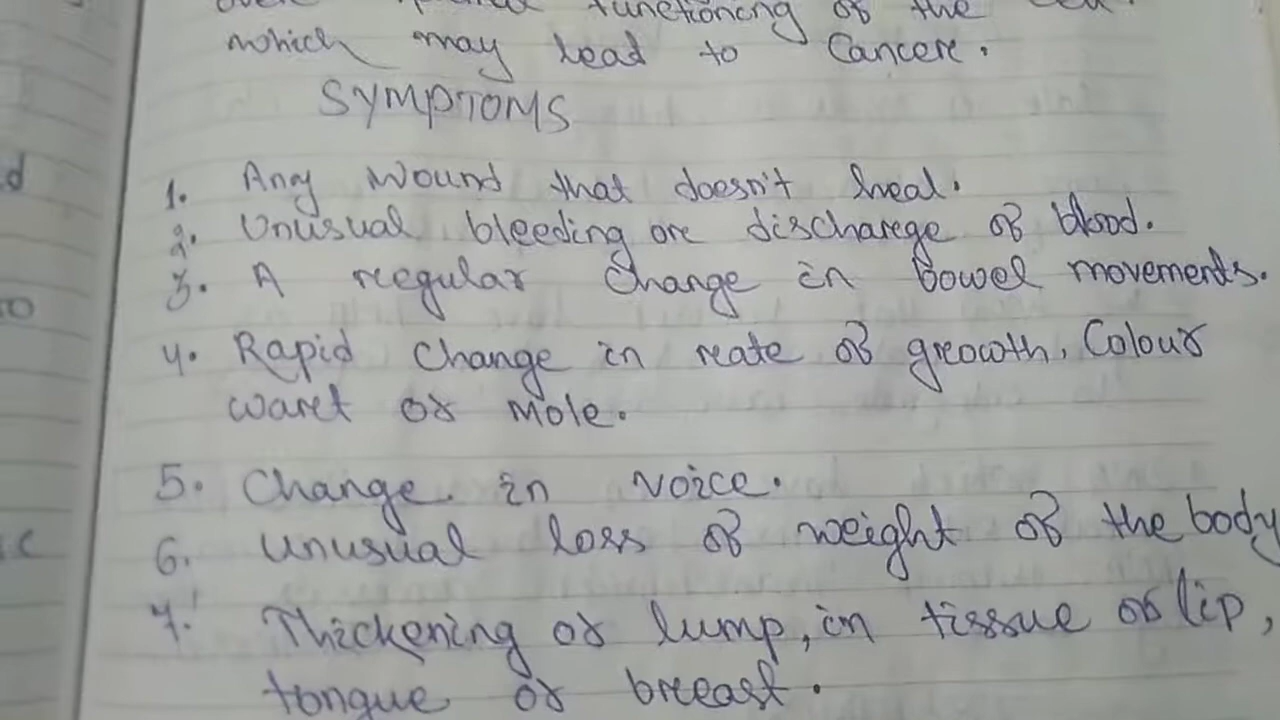 functioning of the
which may lead to Cancer.
SYMPTOMS
1. Any wound that doesn't heal.
2. Unusual bleeding or discharge of blood.
3. A regular Change in bowel movements.
4. Rapid Change in rate of growth, Colour
wart or Mole.
5. Change in voice.
6. Unusual loss of weight of the body
7. Thickening or lump, in tissue of lip,
tongue or breast.